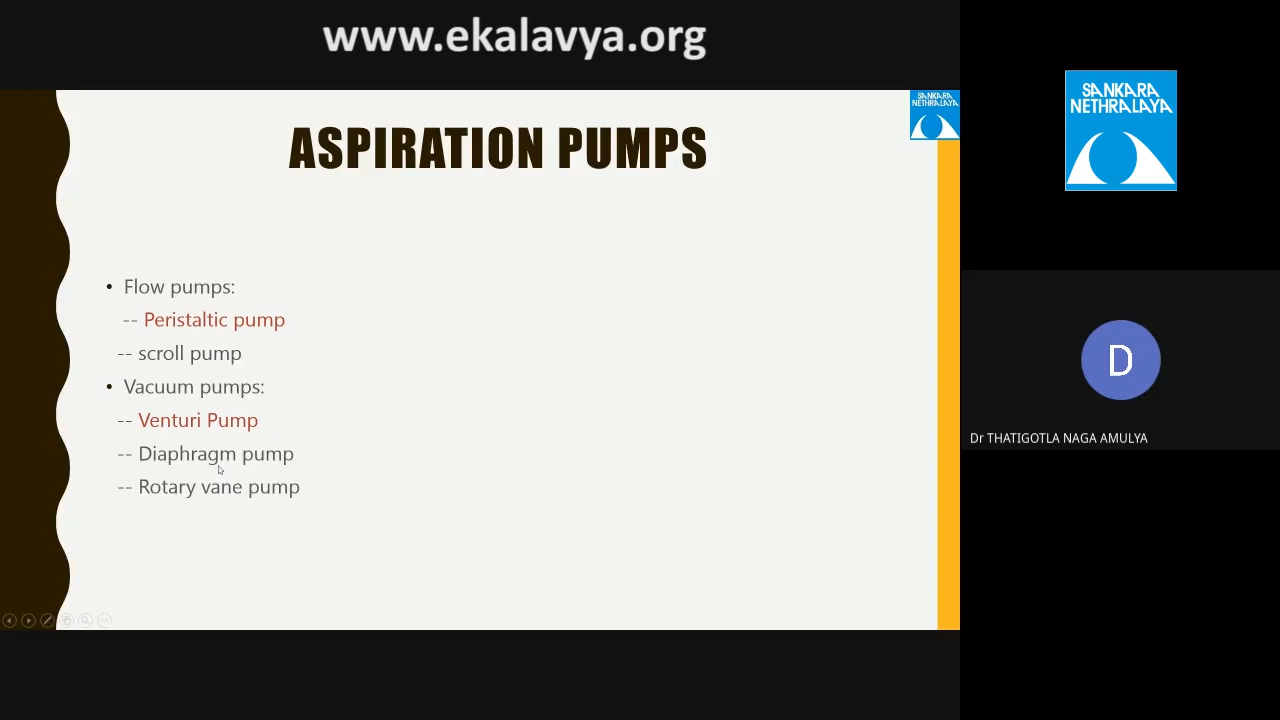 www.ekalavya.org
SANKARA
NETHRALAYA
ASPIRATION PUMPS
• Flow pumps:
-- Peristaltic pump
-- scroll pump
• Vacuum pumps:
-- Venturi Pump
-- Diaphragm pump
-- Rotary vane pump
SANKARA
NETHRALAYA
D
Dr THATIGOTLA NAGA AMULYA